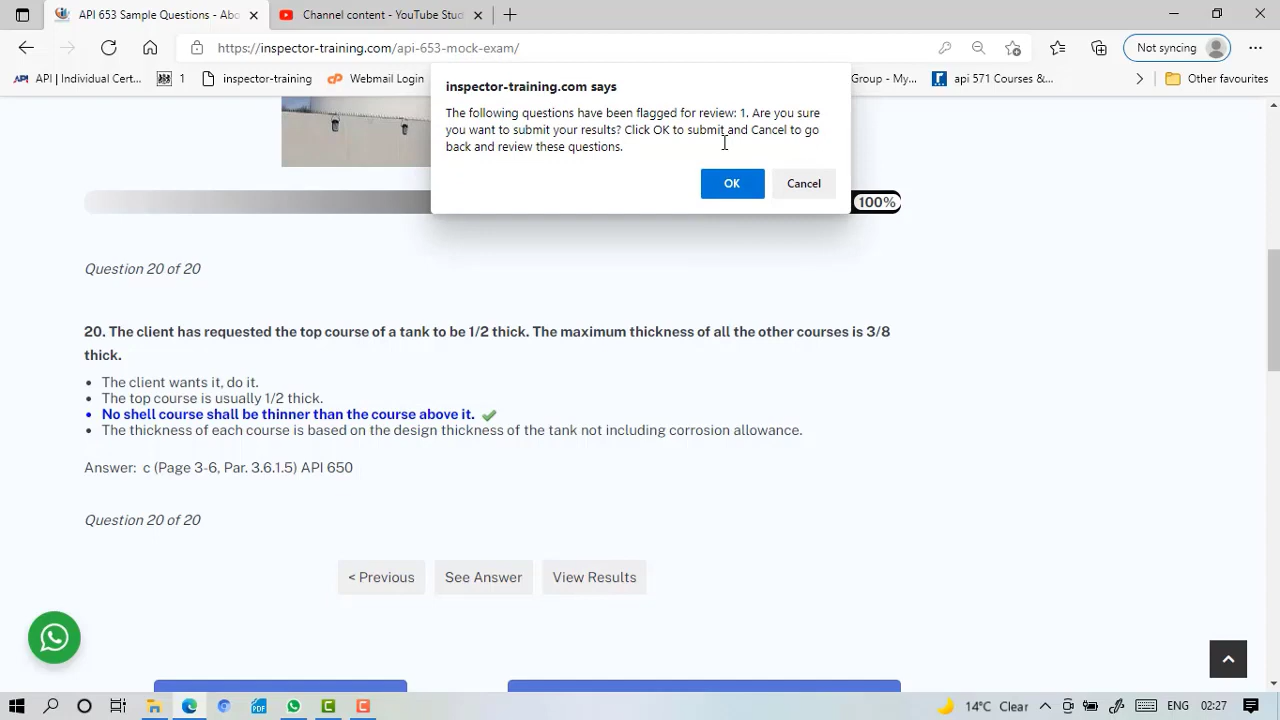 API 653 Sample Questions - Abo
Channel content - YouTube Stud
https://inspector-training.com/api-653-mock-exam/
Not syncing
API | Individual Cert...
1
inspector-training
Webmail Login
Group - My...
api 571 Courses &...
Other favourites
inspector-training.com says
The following questions have been flagged for review: 1. Are you sure
you want to submit your results? Click OK to submit and Cancel to go
back and review these questions.
OK
Cancel
100%
Question 20 of 20
20. The client has requested the top course of a tank to be 1/2 thick. The maximum thickness of all the other courses is 3/8
thick.
The client wants it, do it.
The top course is usually 1/2 thick.
No shell course shall be thinner than the course above it.
The thickness of each course is based on the design thickness of the tank not including corrosion allowance.
Answer: c (Page 3-6, Par. 3.6.1.5) API 650
Question 20 of 20
< Previous
See Answer
View Results
14°C Clear
ENG
02:27